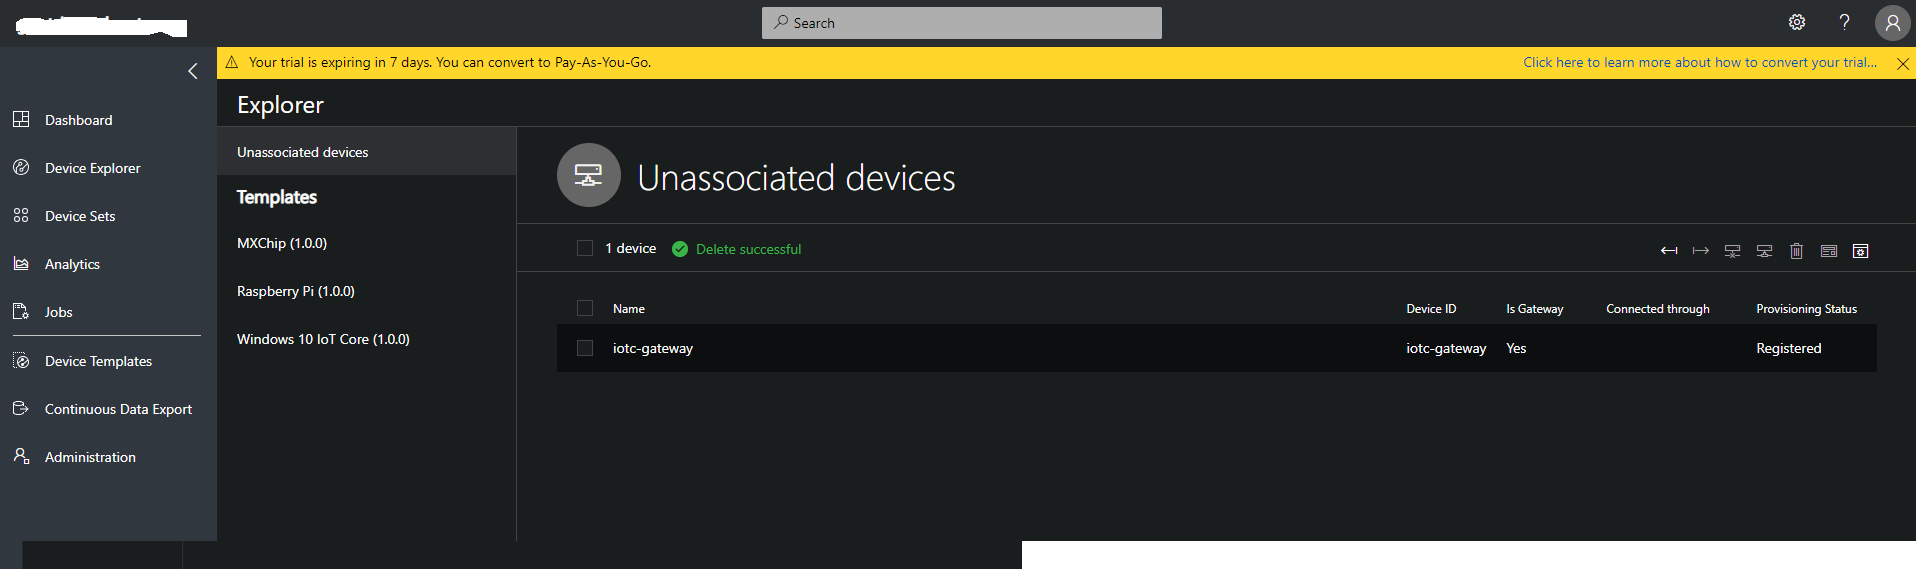 Search
?
Your trial is expiring in 7 days. You can convert to Pay-As-You-Go.
Click here to learn more about how to convert your trial...
Explorer
Dashboard
Device Explorer
Device Sets
Analytics
Jobs
Device Templates
Continuous Data Export
Administration
Unassociated devices
Templates
MXChip (1.0.0)
Raspberry Pi (1.0.0)
Windows 10 IoT Core (1.0.0)
Unassociated devices
1 device Delete successful
Name Device ID Is Gateway Connected through Provisioning Status
iotc-gateway iotc-gateway Yes Registered